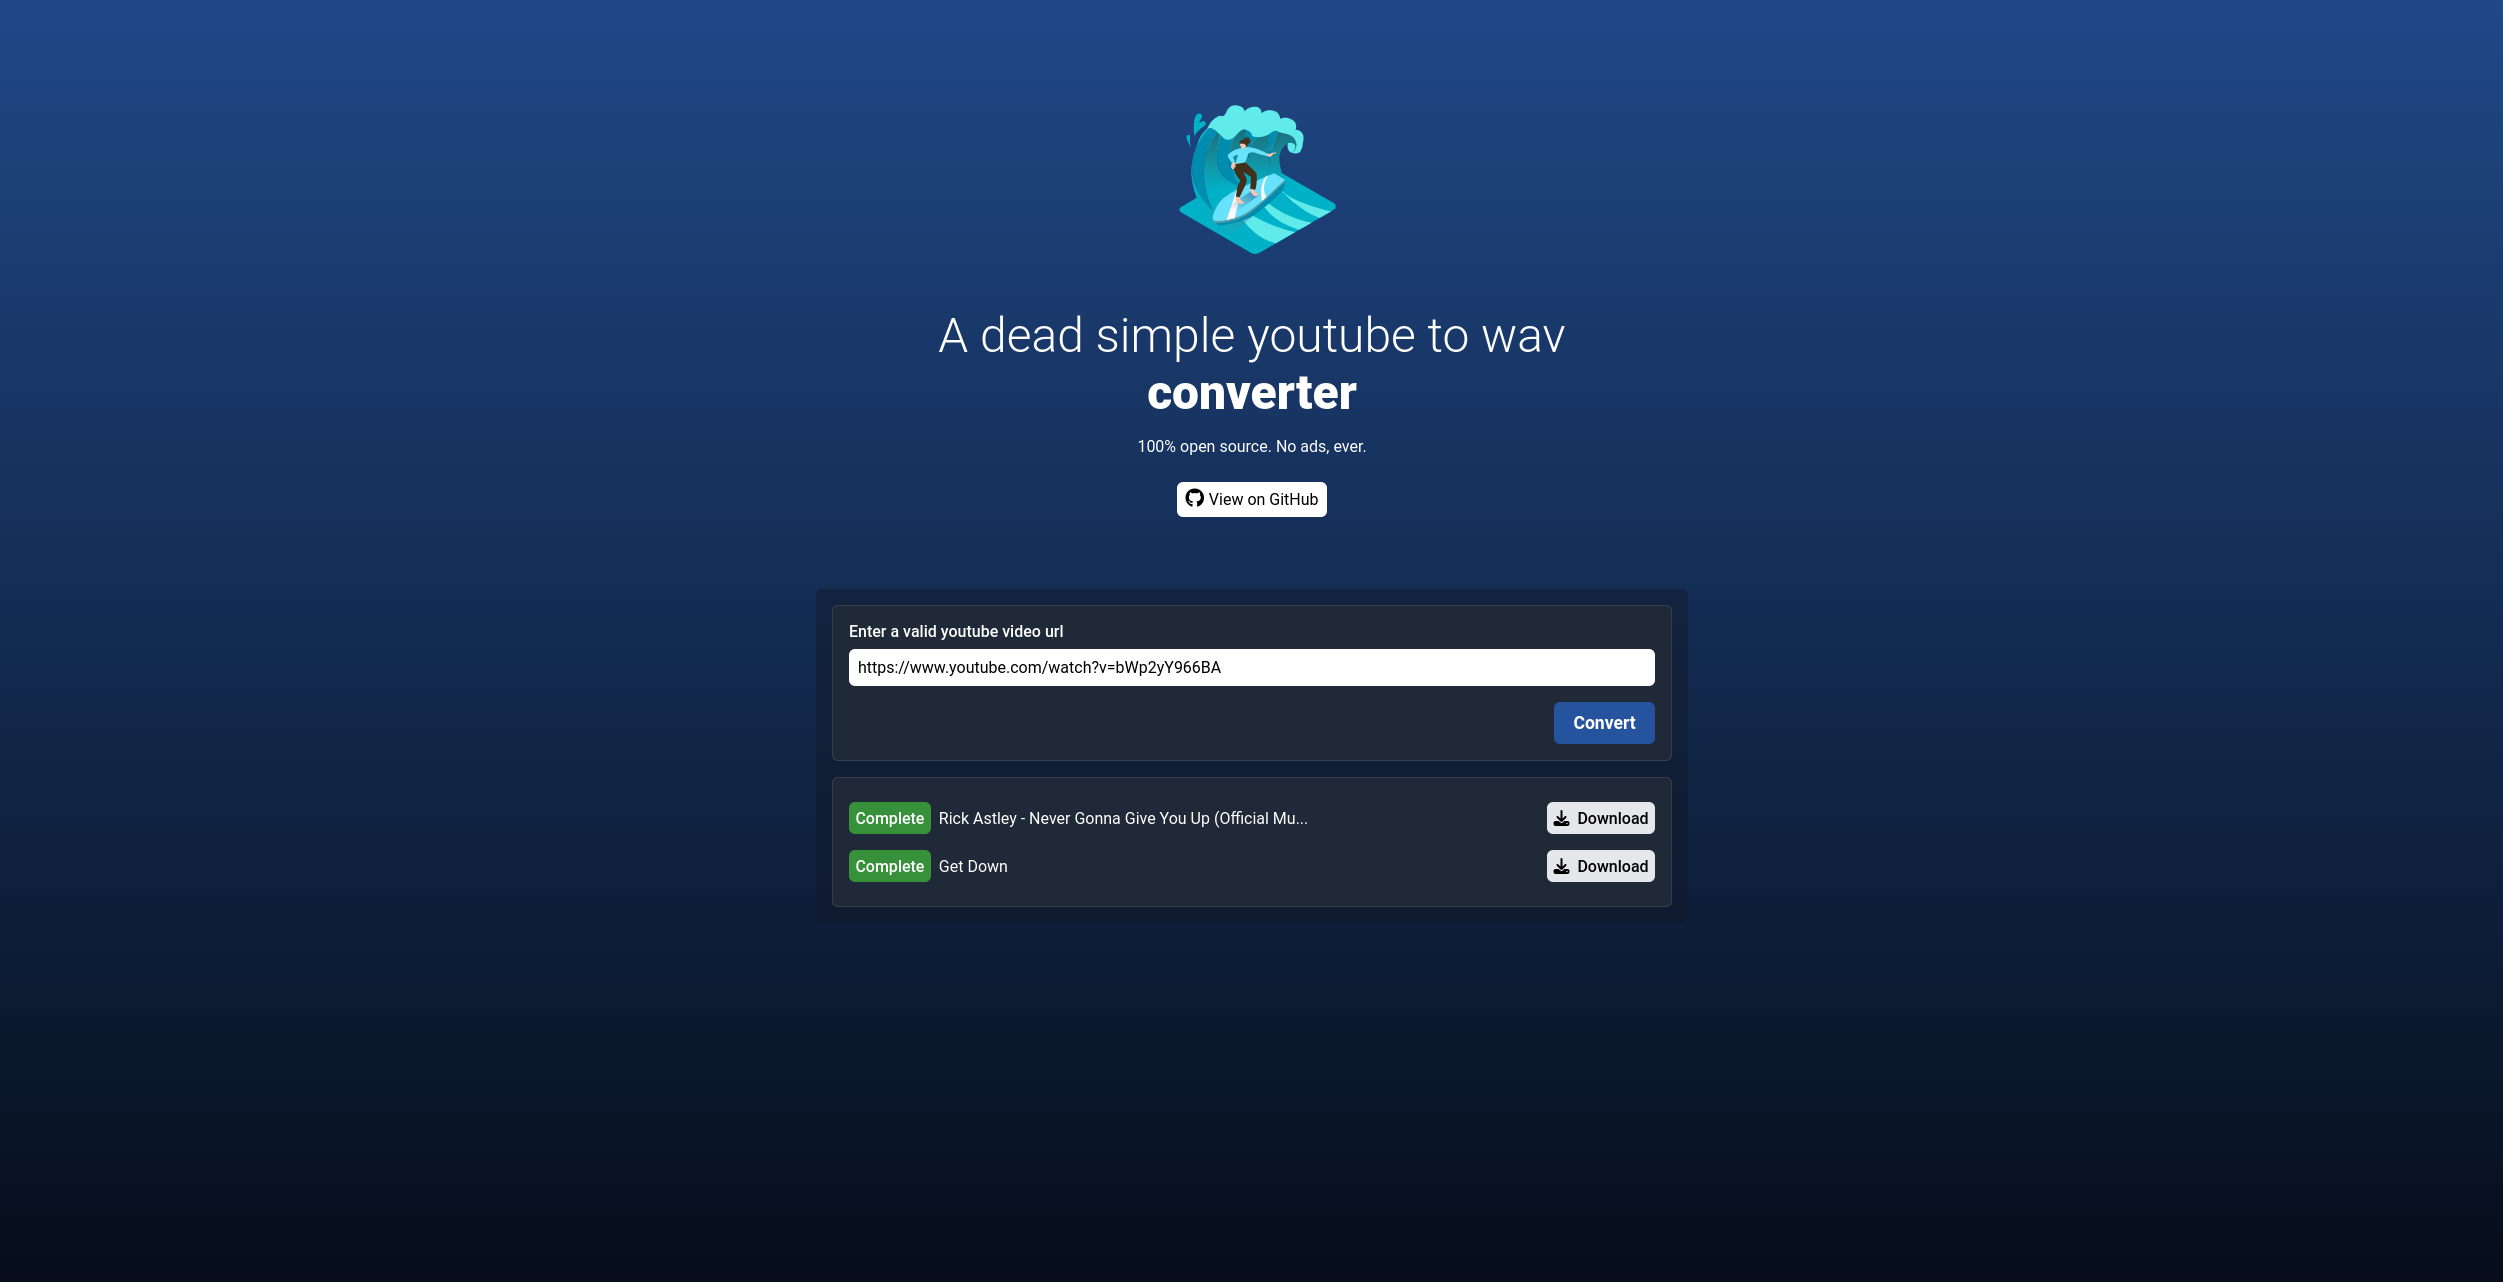 A dead simple youtube to wav
converter
100% open source. No ads, ever.
View on GitHub
Enter a valid youtube video url
https://www.youtube.com/watch?v=bWp2yY966BA
Convert
Complete Rick Astley - Never Gonna Give You Up (Official Mu... Download
Complete Get Down Download